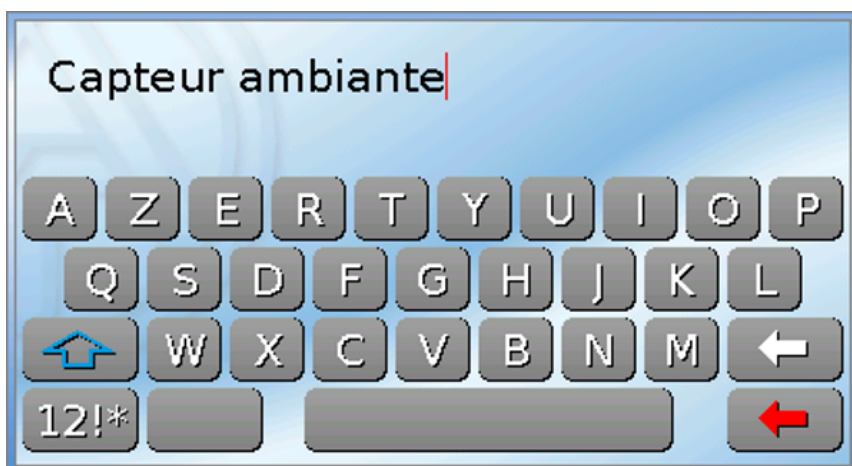 Capteur ambiante
A Z E R T Y U I O P
Q S D F G H J K L
W X C V B N M
12!*